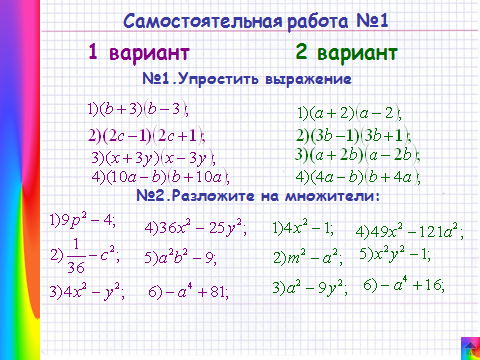 Самостоятельная работа №1
1 вариант 2 вариант
№1.Упростить выражение
1)(b+3)(b−3);
2)(2c−1)(2c+1);
3)(x+3y)(x−3y);
4)(10a−b)(b+10a);
1)(a+2)(a−2);
2)(3b−1)(3b+1);
3)(a+2b)(a−2b);
4)(4a−b)(b+4a);
№2.Разложите на множители:
1)9p²−4;
2)1/36−c²;
3)4x²−y²;
4)36x²−25y²;
5)a²b²−9;
6)−a⁴+81;
1)4x²−1;
2)m²−a²;
3)a²−9y²;
4)49x²−121a²;
5)x²y²−1;
6)−a⁴+16;